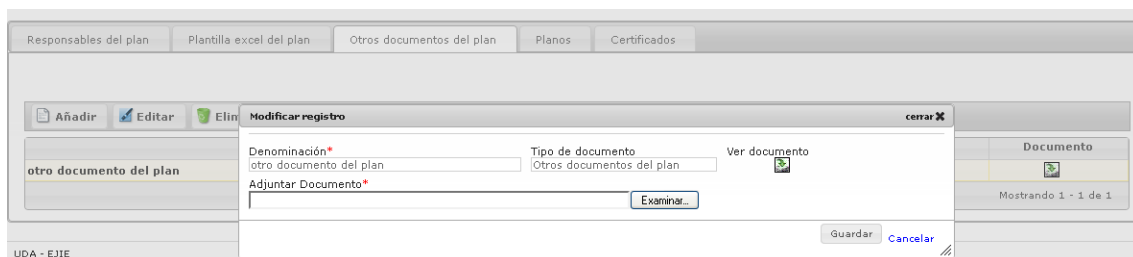 Responsables del plan Plantilla excel del plan Otros documentos del plan Planos Certificados
Añadir Editar Elim Modificar registro cerrar
Denominación* Tipo de documento Ver documento Documento
otro documento del plan Otros documentos del plan
otro documento del plan
Adjuntar Documento*
Examinar... Mostrando 1 - 1 de 1
Guardar Cancelar
UDA - EJIE